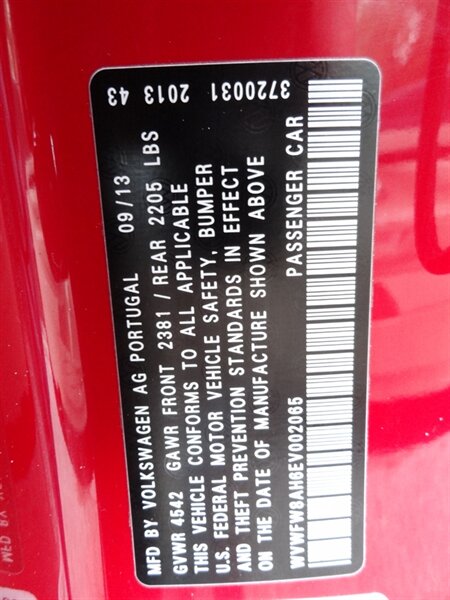 MFD BY VOLKSWAGEN AG PORTUGAL 09/13
GVWR 4542 GAWR FRONT 2381 / REAR 2205 LBS
THIS VEHICLE CONFORMS TO ALL APPLICABLE
U.S. FEDERAL MOTOR VEHICLE SAFETY, BUMPER
AND THEFT PREVENTION STANDARDS IN EFFECT
ON THE DATE OF MANUFACTURE SHOWN ABOVE
PASSENGER CAR
WVWFW8AH6EV002065
3720031 2013 43